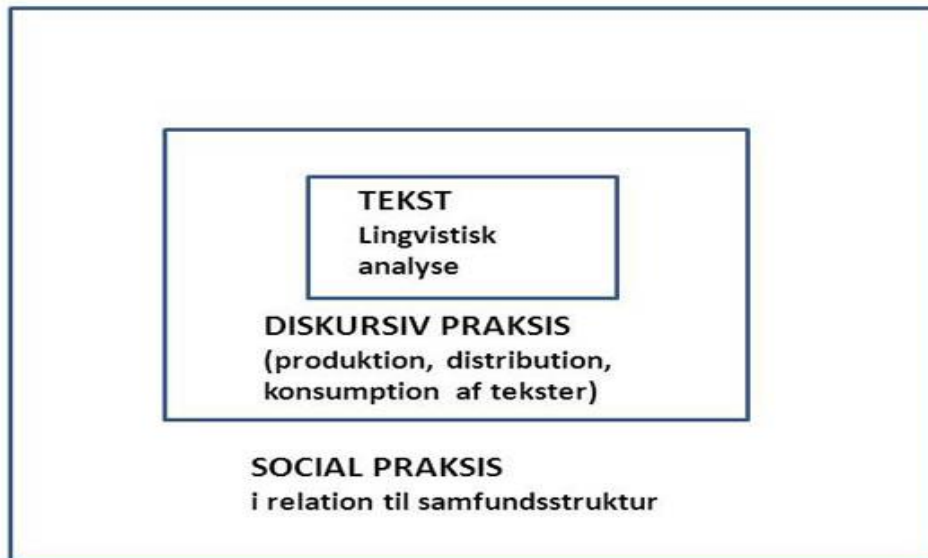 TEKST
Lingvistisk
analyse
DISKURSIV PRAKSIS
(produktion, distribution,
konsumption af tekster)
SOCIAL PRAKSIS
i relation til samfundsstruktur